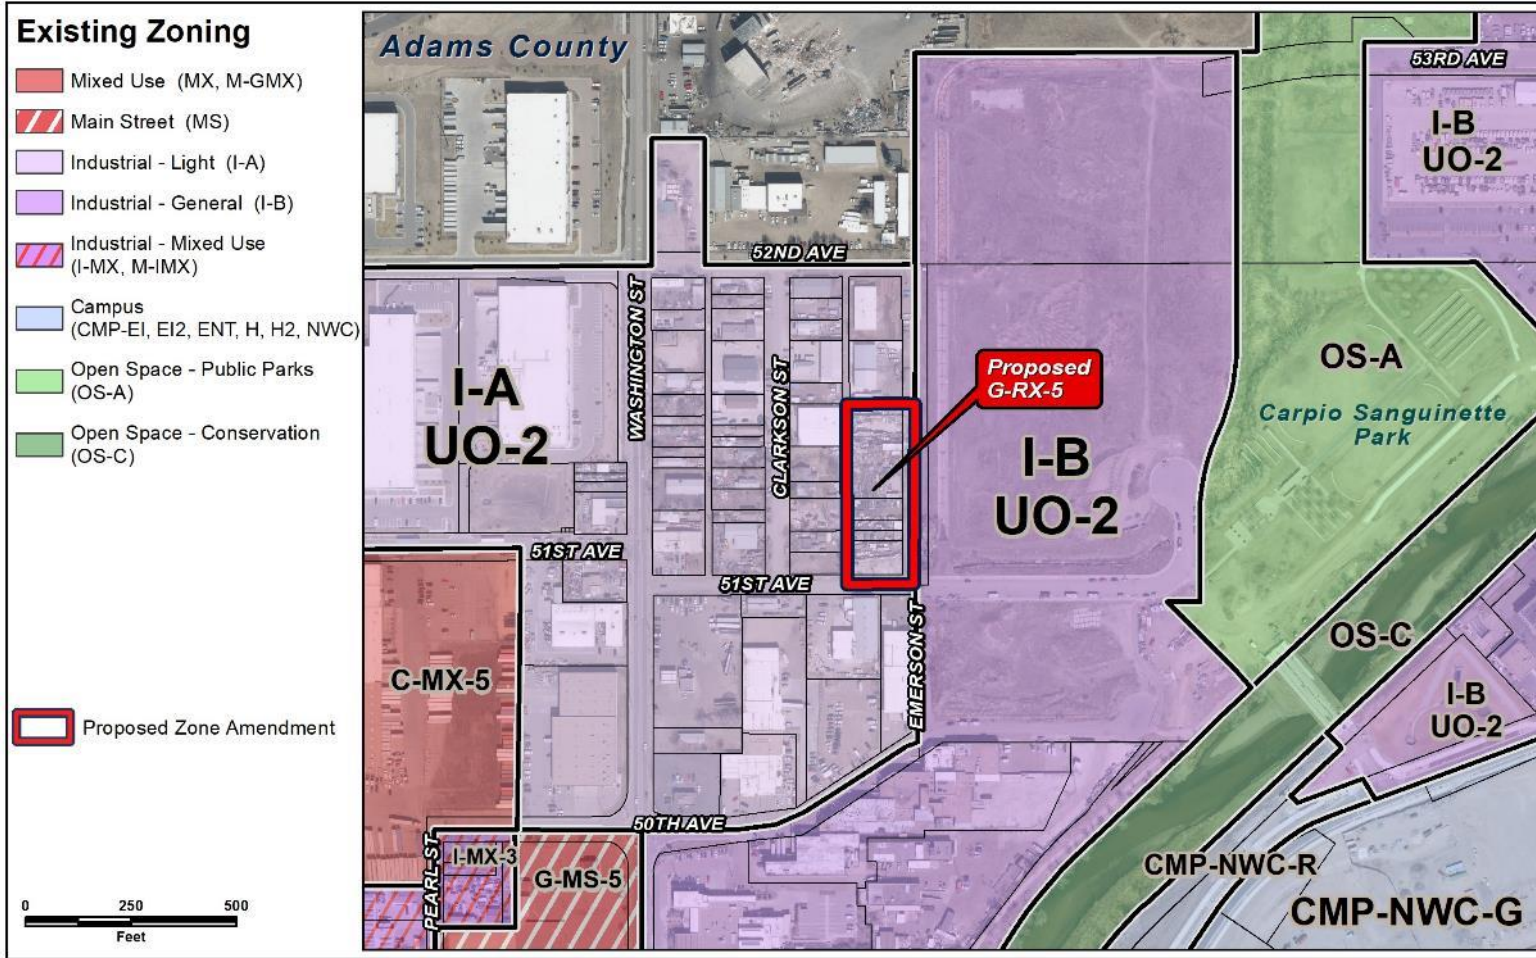 Existing Zoning
Mixed Use (MX, M-GMX)
Main Street (MS)
Industrial - Light (I-A)
Industrial - General (I-B)
Industrial - Mixed Use
(I-MX, M-IMX)
Campus
(CMP-EI, EI2, ENT, H, H2, NWC)
Open Space - Public Parks
(OS-A)
Open Space - Conservation
(OS-C)
Proposed Zone Amendment
0 250 500
Feet
Adams County
53RD AVE
I-B
UO-2
52ND AVE
WASHINGTON ST
CLARKSON ST
Proposed
G-RX-5
OS-A
Carpio Sanguinette
Park
I-A
UO-2
I-B
UO-2
51ST AVE
51ST AVE
EMERSON ST
OS-C
C-MX-5
I-B
UO-2
50TH AVE
PEARL ST
I-MX-3
G-MS-5
CMP-NWC-R
CMP-NWC-G